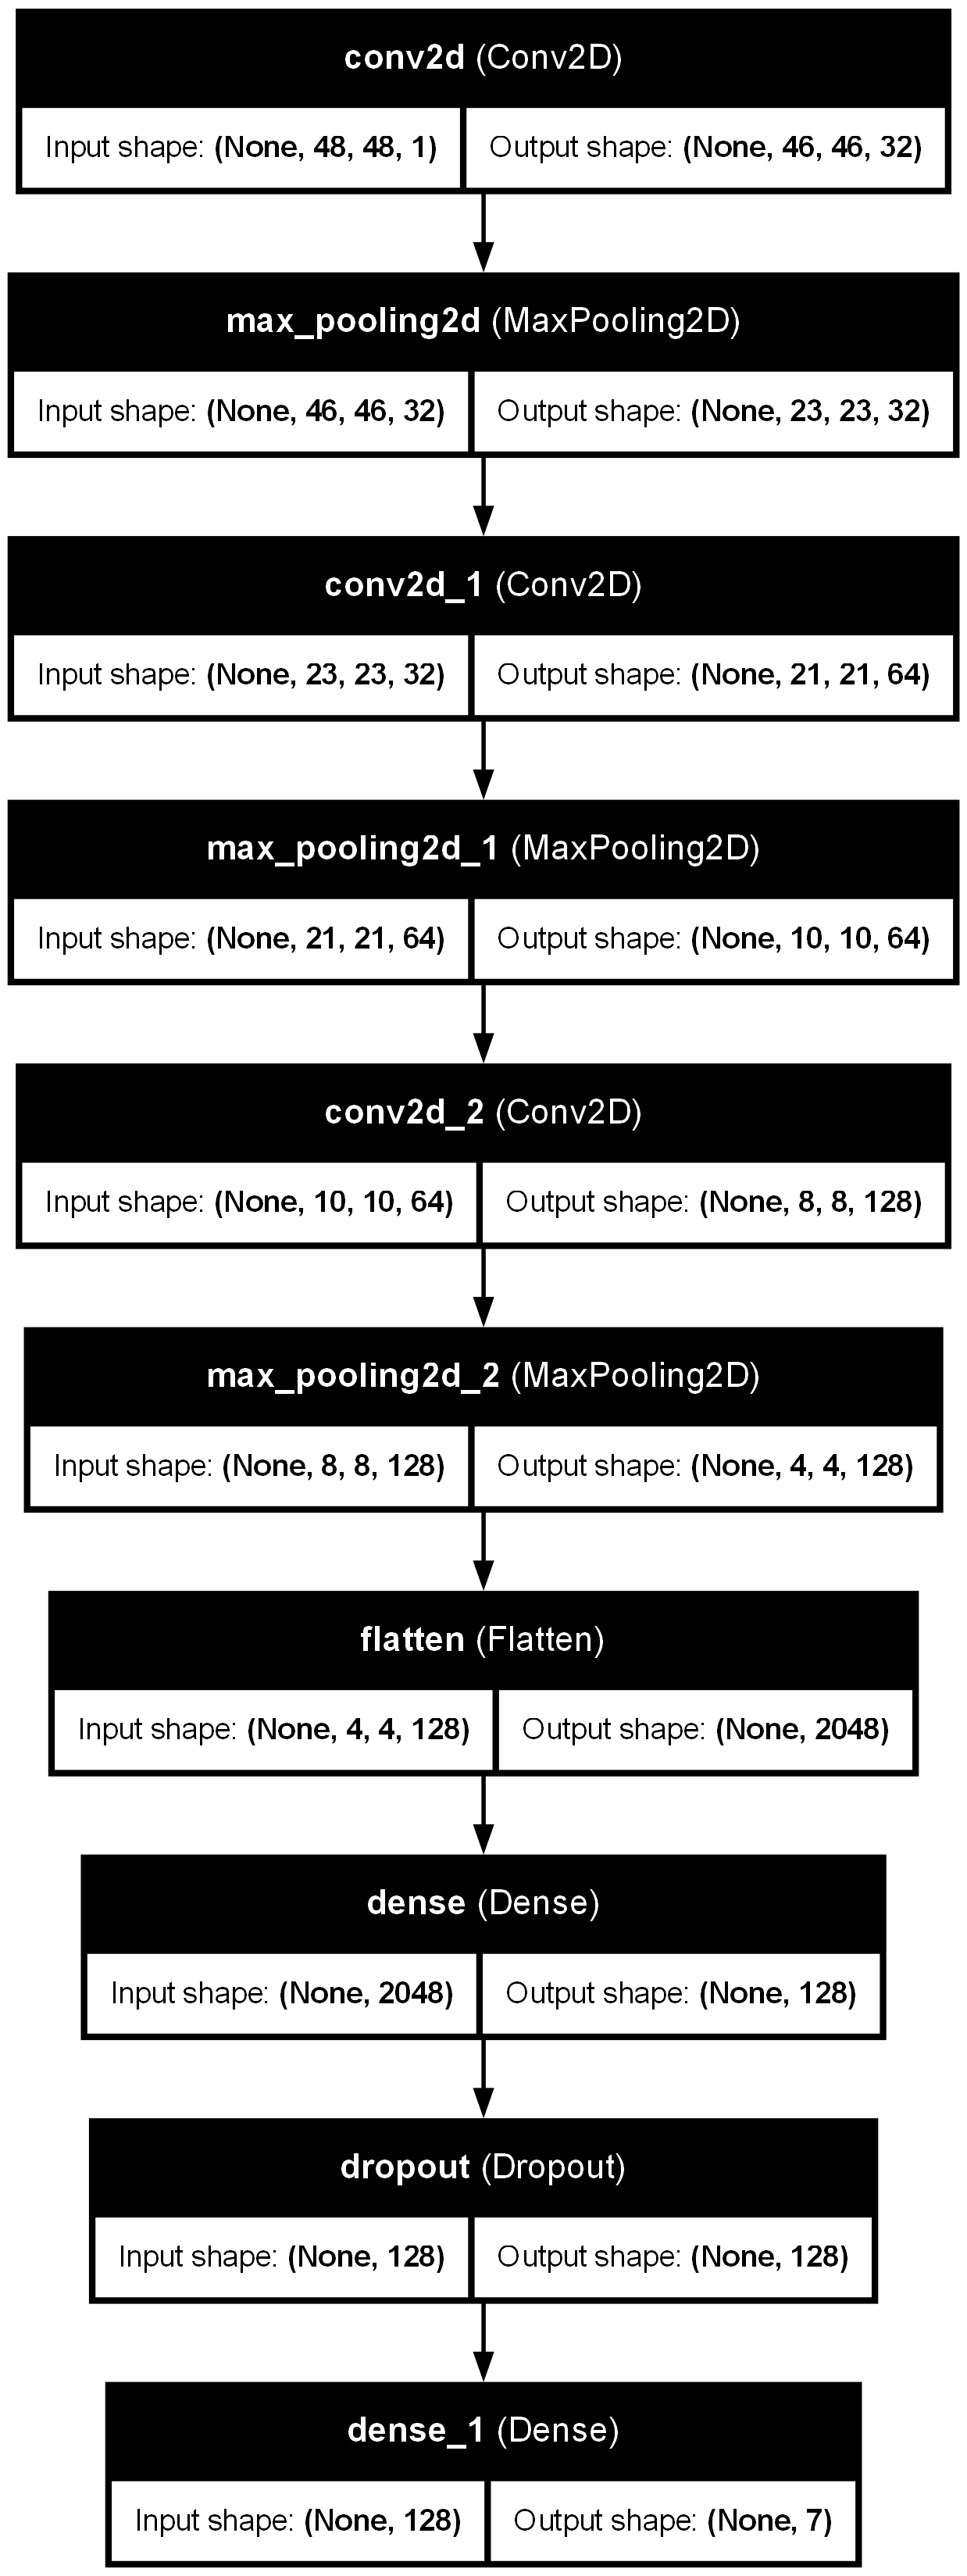 conv2d (Conv2D)
Input shape: (None, 48, 48, 1) Output shape: (None, 46, 46, 32)
max_pooling2d (MaxPooling2D)
Input shape: (None, 46, 46, 32) Output shape: (None, 23, 23, 32)
conv2d_1 (Conv2D)
Input shape: (None, 23, 23, 32) Output shape: (None, 21, 21, 64)
max_pooling2d_1 (MaxPooling2D)
Input shape: (None, 21, 21, 64) Output shape: (None, 10, 10, 64)
conv2d_2 (Conv2D)
Input shape: (None, 10, 10, 64) Output shape: (None, 8, 8, 128)
max_pooling2d_2 (MaxPooling2D)
Input shape: (None, 8, 8, 128) Output shape: (None, 4, 4, 128)
flatten (Flatten)
Input shape: (None, 4, 4, 128) Output shape: (None, 2048)
dense (Dense)
Input shape: (None, 2048) Output shape: (None, 128)
dropout (Dropout)
Input shape: (None, 128) Output shape: (None, 128)
dense_1 (Dense)
Input shape: (None, 128) Output shape: (None, 7)